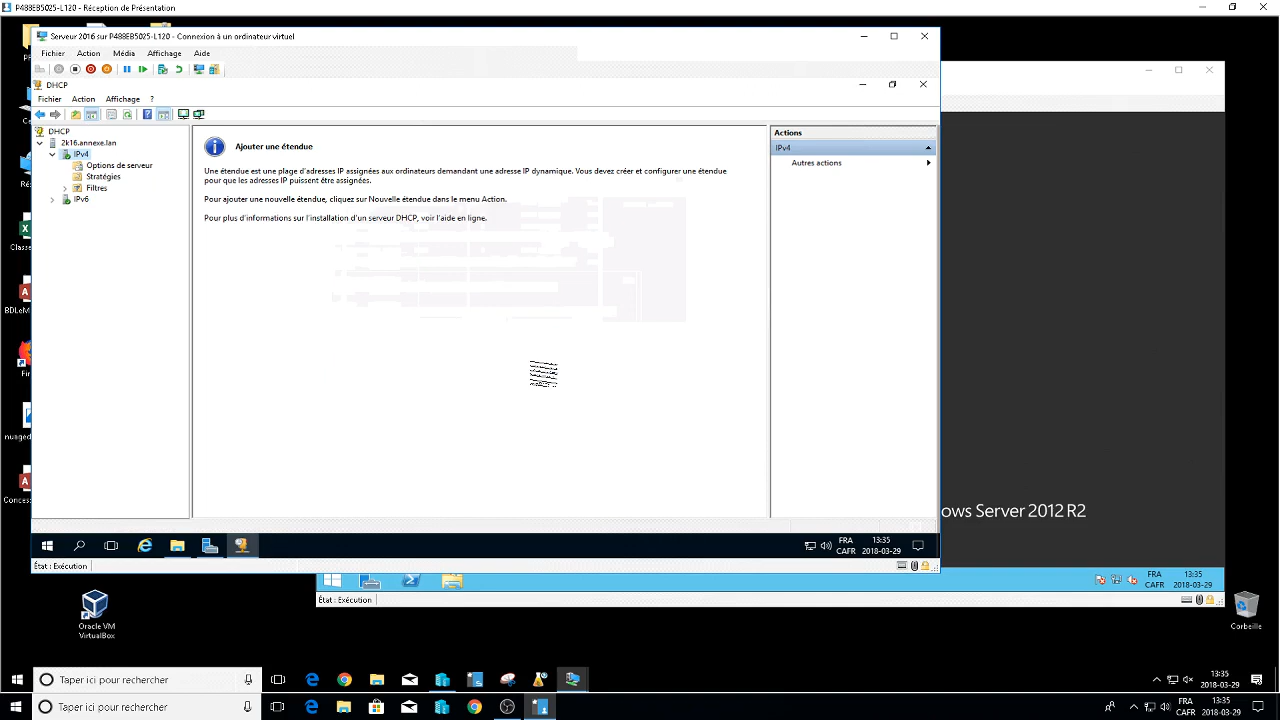 P488EB5025-L120 - Réception de Présentation
Serveur 2016 sur P488EB5025-L120 - Connexion à un ordinateur virtuel
Fichier Action Média Affichage Aide
DHCP
Fichier Action Affichage ?
DHCP
2k16.annexe.lan
IPv4
Options de serveur
Stratégies
Filtres
IPv6
Ajouter une étendue
Une étendue est une plage d'adresses IP assignées aux ordinateurs demandant une adresse IP dynamique. Vous devez créer et configurer une étendue
pour que les adresses IP puissent être assignées.
Pour ajouter une nouvelle étendue, cliquez sur Nouvelle étendue dans le menu Action.
Pour plus d'informations sur l'installation d'un serveur DHCP, voir l'aide en ligne.
Actions
IPv4
Autres actions
Classe
BDLeM
Fir
nuaged
Conces
ows Server 2012 R2
FRA
CAFR
13:35
2018-03-29
État : Exécution
FRA
CAFR
13:35
2018-03-29
État : Exécution
Oracle VM
VirtualBox
Corbeille
Taper ici pour rechercher
13:35
2018-03-29
Taper ici pour rechercher
FRA
CAFR
13:35
2018-03-29